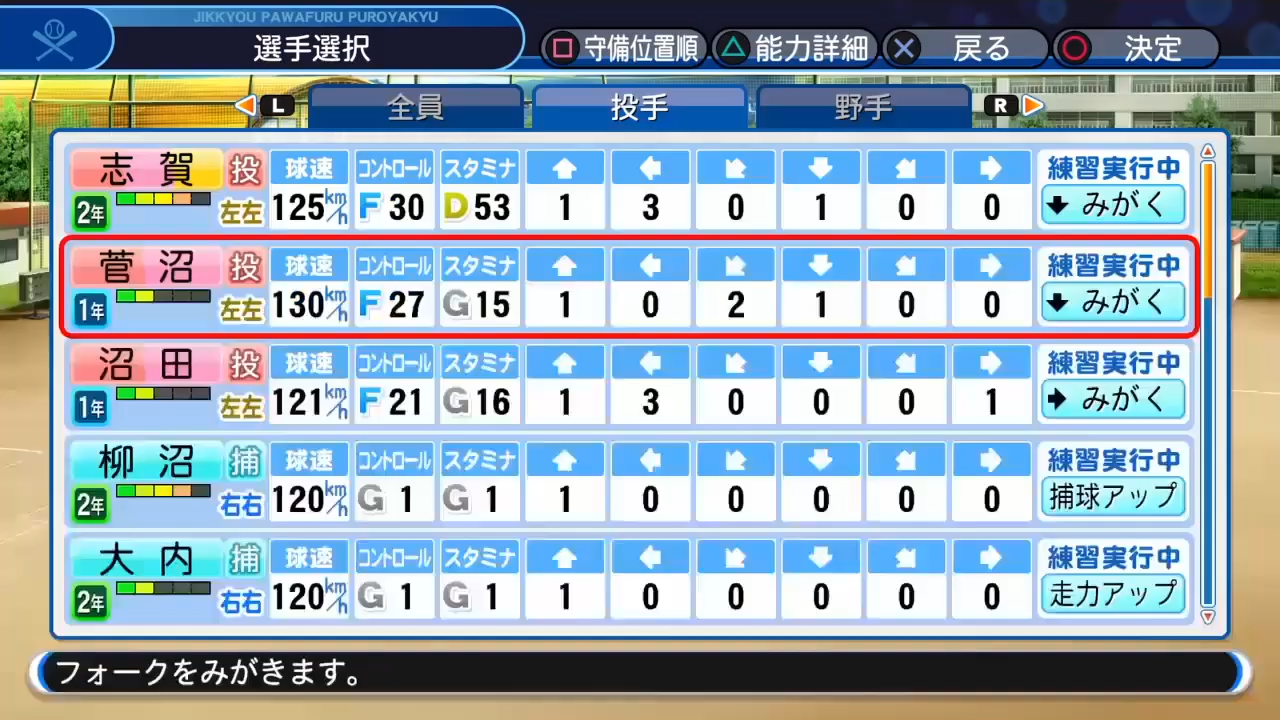 JIKKYOU PAWAFURU PUROYAKYU
選手選択
守備位置順 能力詳細 戻る 決定
L 全員 投手 野手 R
志賀 投 球速 コントロール スタミナ 練習実行中
2年 左左 125km/h F 30 D 53 1 3 0 1 0 0 みがく
菅沼 投 球速 コントロール スタミナ 練習実行中
1年 左左 130km/h F 27 G 15 1 0 2 1 0 0 みがく
沼田 投 球速 コントロール スタミナ 練習実行中
1年 左左 121km/h F 21 G 16 1 3 0 0 0 1 みがく
柳沼 捕 球速 コントロール スタミナ 練習実行中
2年 右右 120km/h G 1 G 1 1 0 0 0 0 0 捕球アップ
大内 捕 球速 コントロール スタミナ 練習実行中
2年 右右 120km/h G 1 G 1 1 0 0 0 0 0 走力アップ
フォークをみがきます。